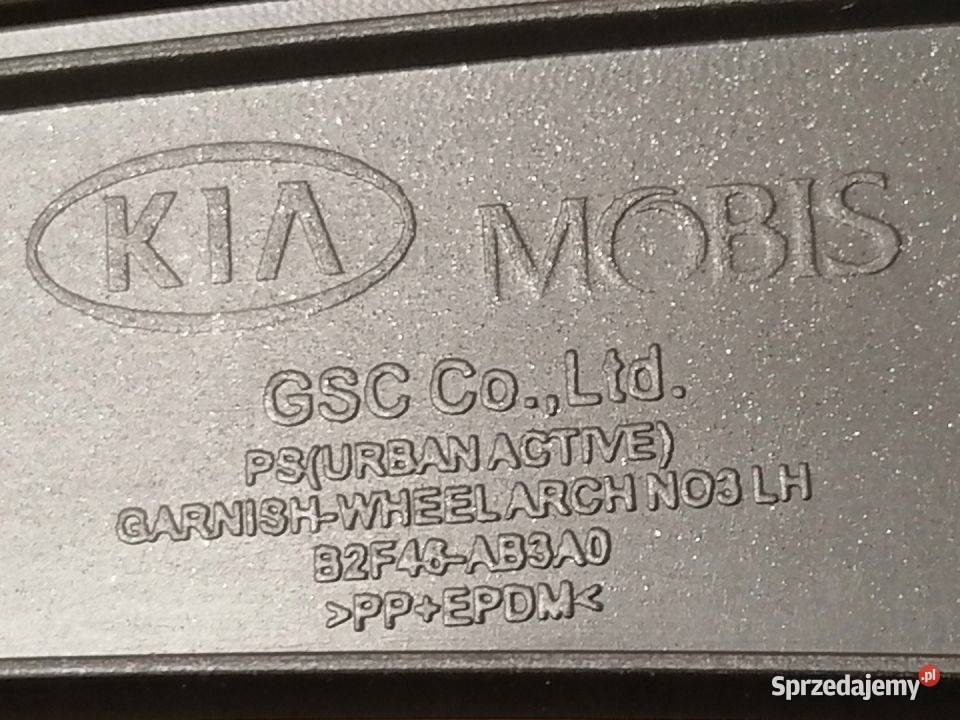 KIA MOBIS
GSC Co.,Ltd.
PS(URBAN ACTIVE)
GARNISH-WHEEL ARCH NO3 LH
B2F46-AB3A0
>PP+EPDM<
Sprzedajemy.pl